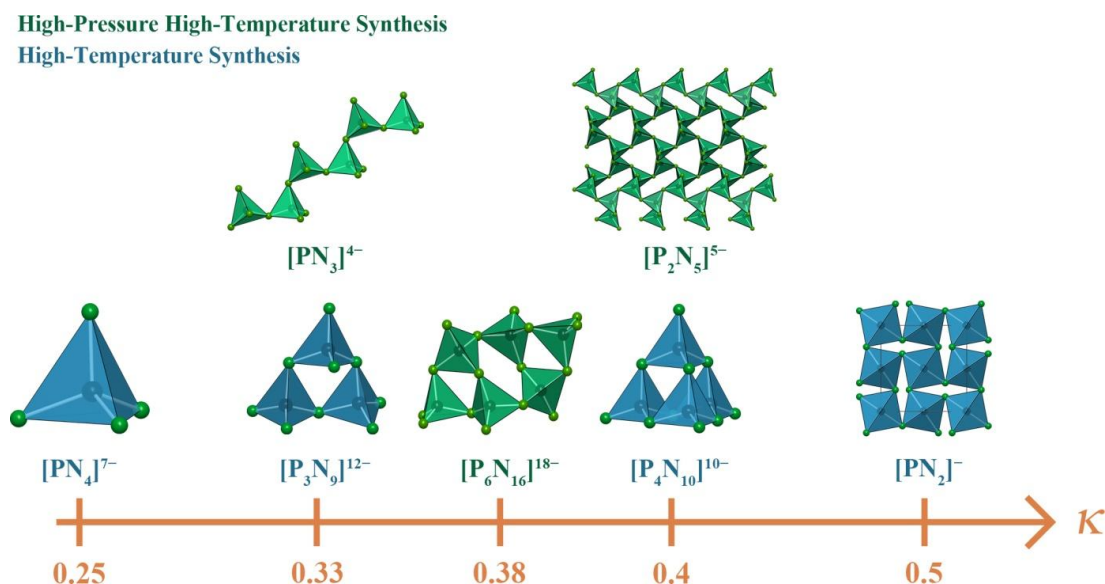 High-Pressure High-Temperature Synthesis
High-Temperature Synthesis
[PN₃]⁴⁻
[P₂N₅]⁵⁻
[PN₄]⁷⁻
[P₃N₉]¹²⁻
[P₆N₁₆]¹⁸⁻
[P₄N₁₀]¹⁰⁻
[PN₂]⁻
κ
0.25
0.33
0.38
0.4
0.5